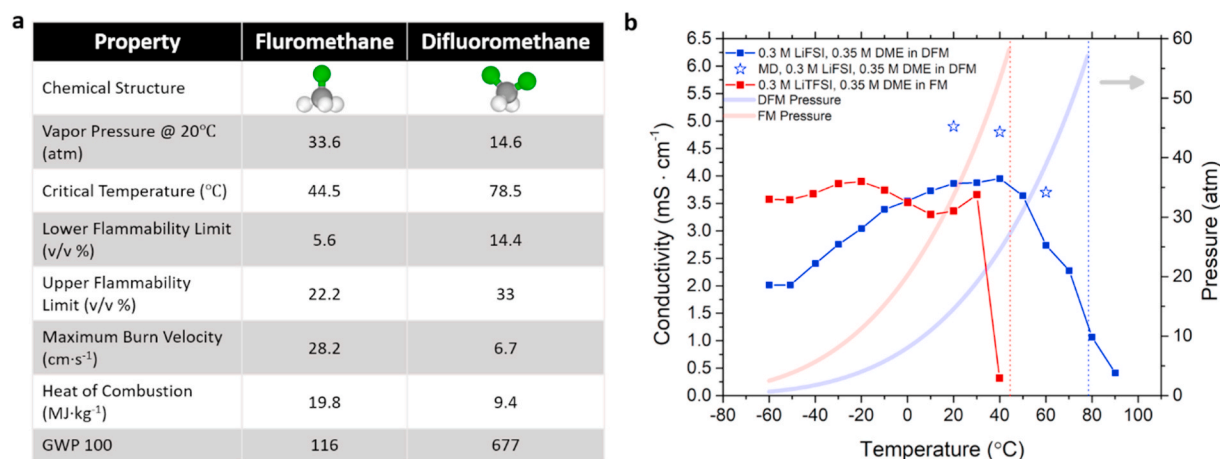 a
Property Flurомethane Difluoromethane
Chemical Structure
Vapor Pressure @ 20°C
(atm)
33.6 14.6
Critical Temperature (°C) 44.5 78.5
Lower Flammability Limit
(v/v %)
5.6 14.4
Upper Flammability
Limit (v/v %)
22.2 33
Maximum Burn Velocity
(cm·s-1)
28.2 6.7
Heat of Combustion
(MJ·kg-1)
19.8 9.4
GWP 100 116 677
b
0.3 M LiFSI, 0.35 M DME in DFM
MD, 0.3 M LiFSI, 0.35 M DME in DFM
0.3 M LiTFSI, 0.35 M DME in FM
DFM Pressure
FM Pressure
Conductivity (mS · cm-1)
6.5
6.0
5.5
5.0
4.5
4.0
3.5
3.0
2.5
2.0
1.5
1.0
0.5
0.0
-80 -60 -40 -20 0 20 40 60 80 100
Temperature (°C)
60
50
40
30
20
10
0
Pressure (atm)